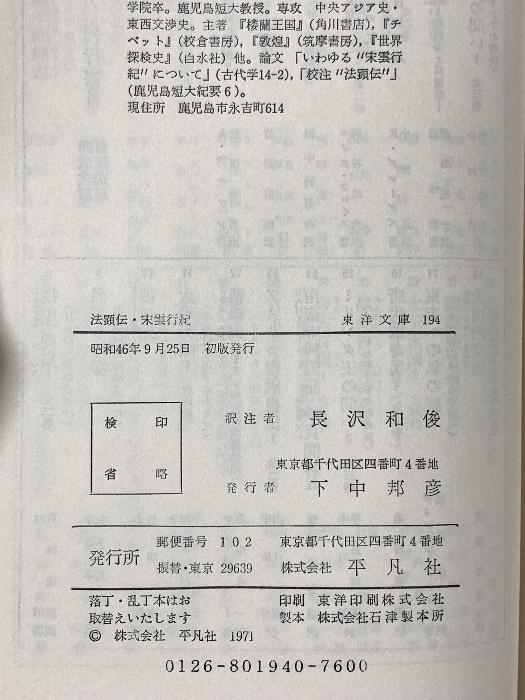 学院卒。鹿児島短大教授。専攻 中央アジア史・
東西交渉史。主著 『楼蘭王国』(角川書店),『チ
ベット』(校倉書房),『敦煌』(筑摩書房),『世界
探検史』(白水社)他。論文 「いわゆる〃宋雲行
紀〃について」(古代学14-2),「校注〃法顕伝〃」
(鹿児島短大紀要6)。
現住所 鹿児島市永吉町614
法顕伝・宋雲行紀 東洋文庫 194
昭和46年9月25日 初版発行
検印
省略
訳注者 長沢和俊
東京都千代田区四番町4番地
発行者 下中邦彦
発行所
郵便番号 102 東京都千代田区四番町4番地
振替・東京 29639 株式会社 平凡社
落丁・乱丁本はお 印刷 東洋印刷株式会社
取替えいたします 製本 株式会社石津製本所
© 株式会社 平凡社 1971
0126-801940-7600